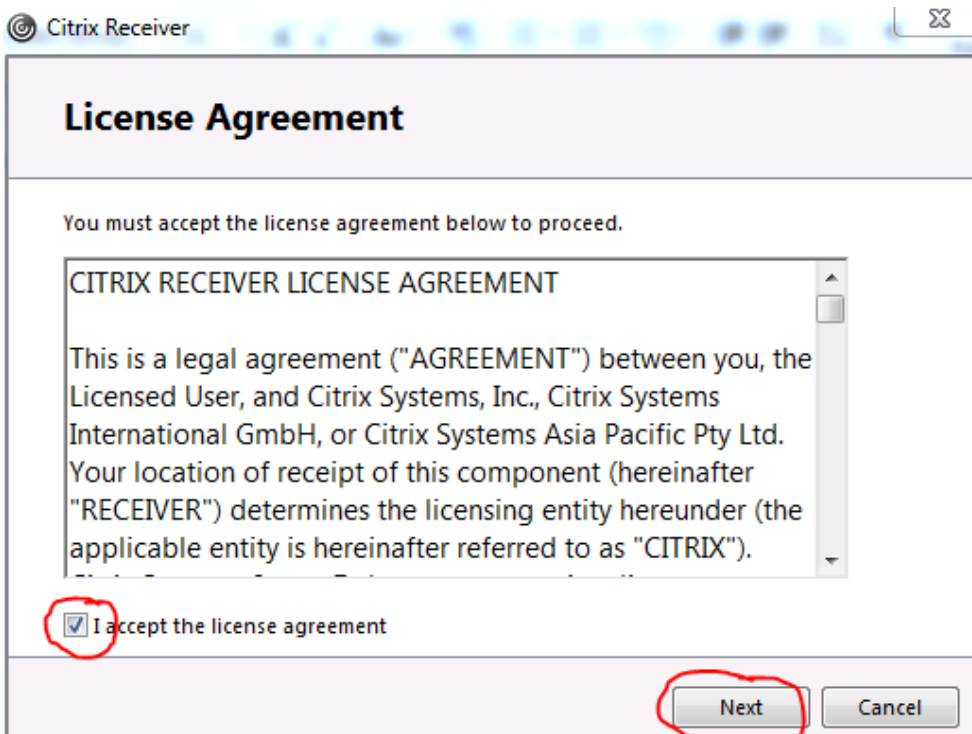 Citrix Receiver
License Agreement
You must accept the license agreement below to proceed.
CITRIX RECEIVER LICENSE AGREEMENT
This is a legal agreement ("AGREEMENT") between you, the
Licensed User, and Citrix Systems, Inc., Citrix Systems
International GmbH, or Citrix Systems Asia Pacific Pty Ltd.
Your location of receipt of this component (hereinafter
"RECEIVER") determines the licensing entity hereunder (the
applicable entity is hereinafter referred to as "CITRIX").
I accept the license agreement
Next
Cancel